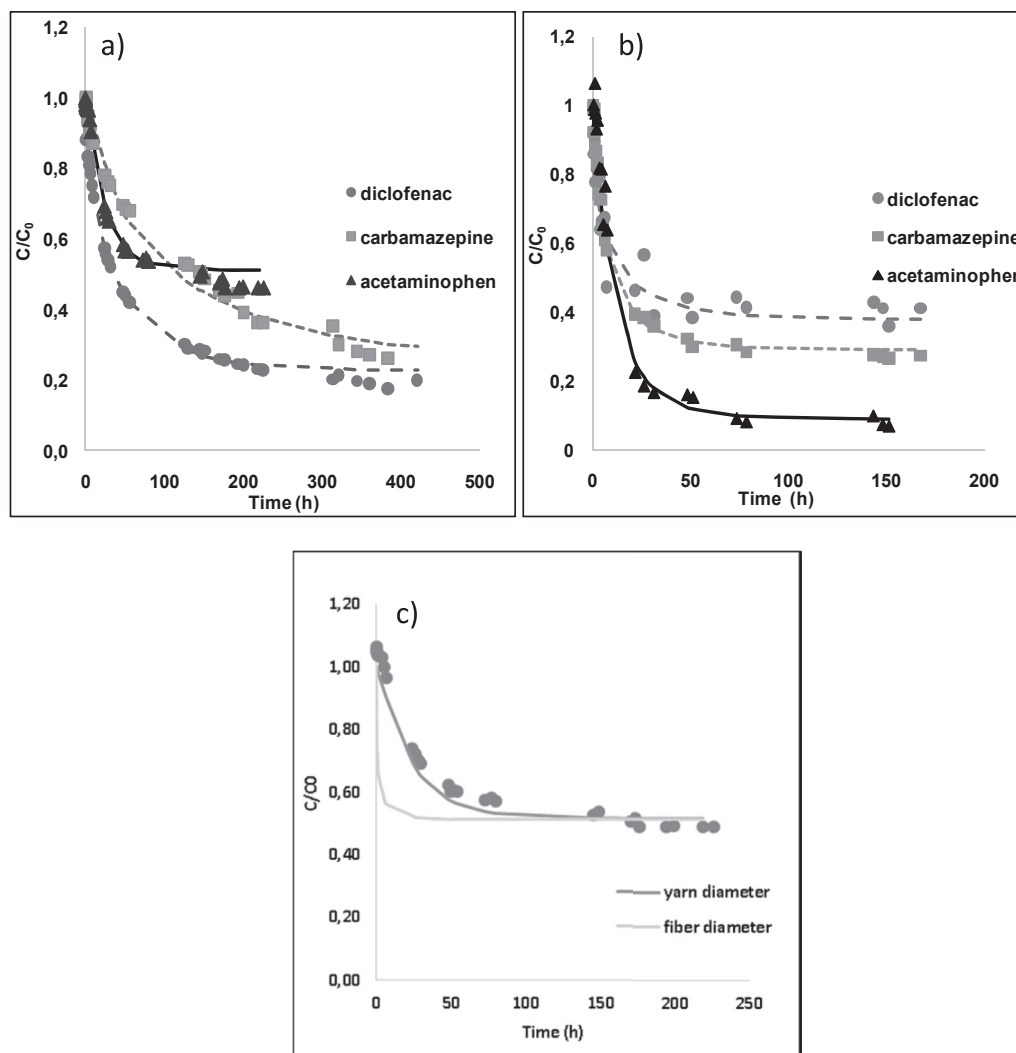 a)
1,2
1,0
0,8
0,6
0,4
0,2
0,0
C/C₀
0 100 200 300 400 500
Time (h)
diclofenac
carbamazepine
acetaminophen
b)
1,2
1
0,8
0,6
0,4
0,2
0
C/C₀
0 50 100 150 200
Time (h)
diclofenac
carbamazepine
acetaminophen
c)
1,20
1,00
0,80
0,60
0,40
0,20
0,00
C/C0
yarn diameter
fiber diameter
0 50 100 150 200 250
Time (h)